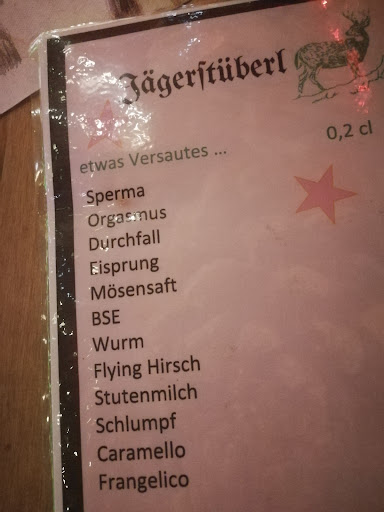 Jägerſtüberl
etwas Versautes ...
0,2 cl
Sperma
Orgasmus
Durchfall
Eisprung
Mösensaft
BSE
Wurm
Flying Hirsch
Stutenmilch
Schlumpf
Caramello
Frangelico